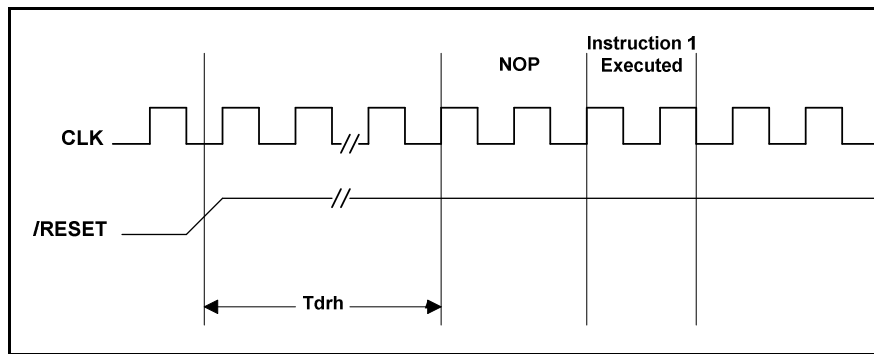 Instruction 1
NOP
Executed
CLK
/RESET
Tdrh